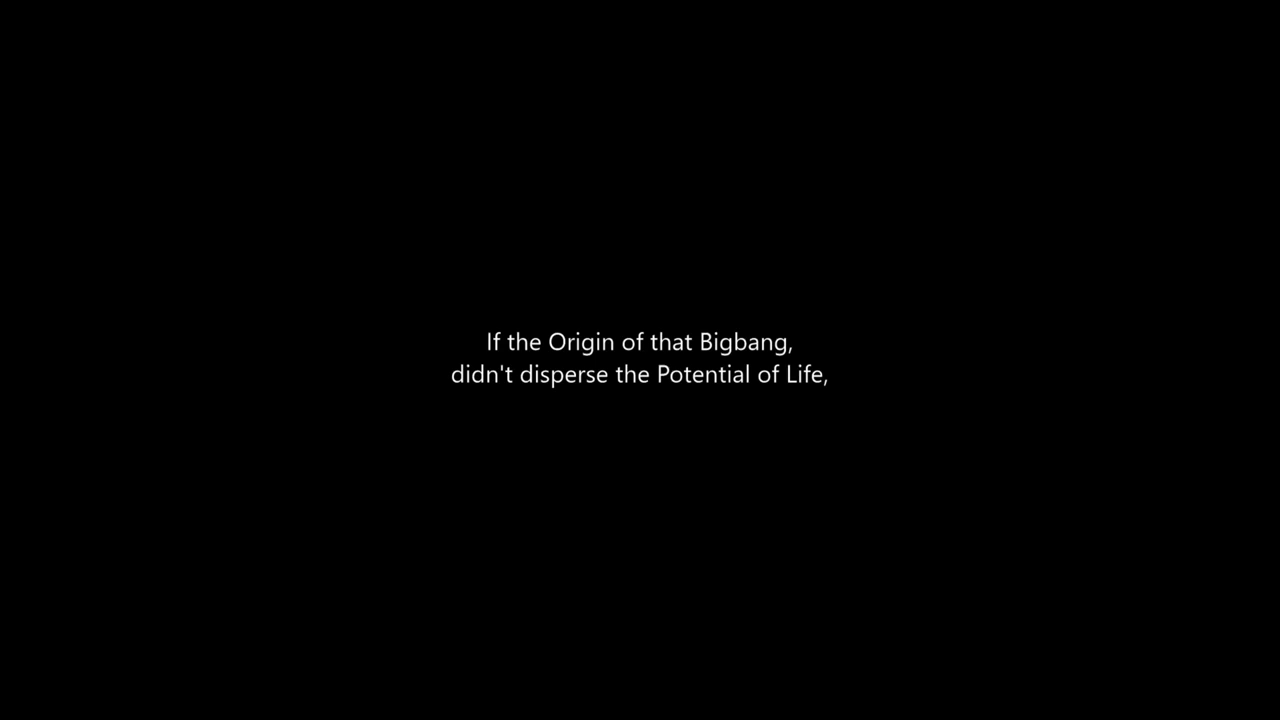 If the Origin of that Bigbang,
didn't disperse the Potential of Life,